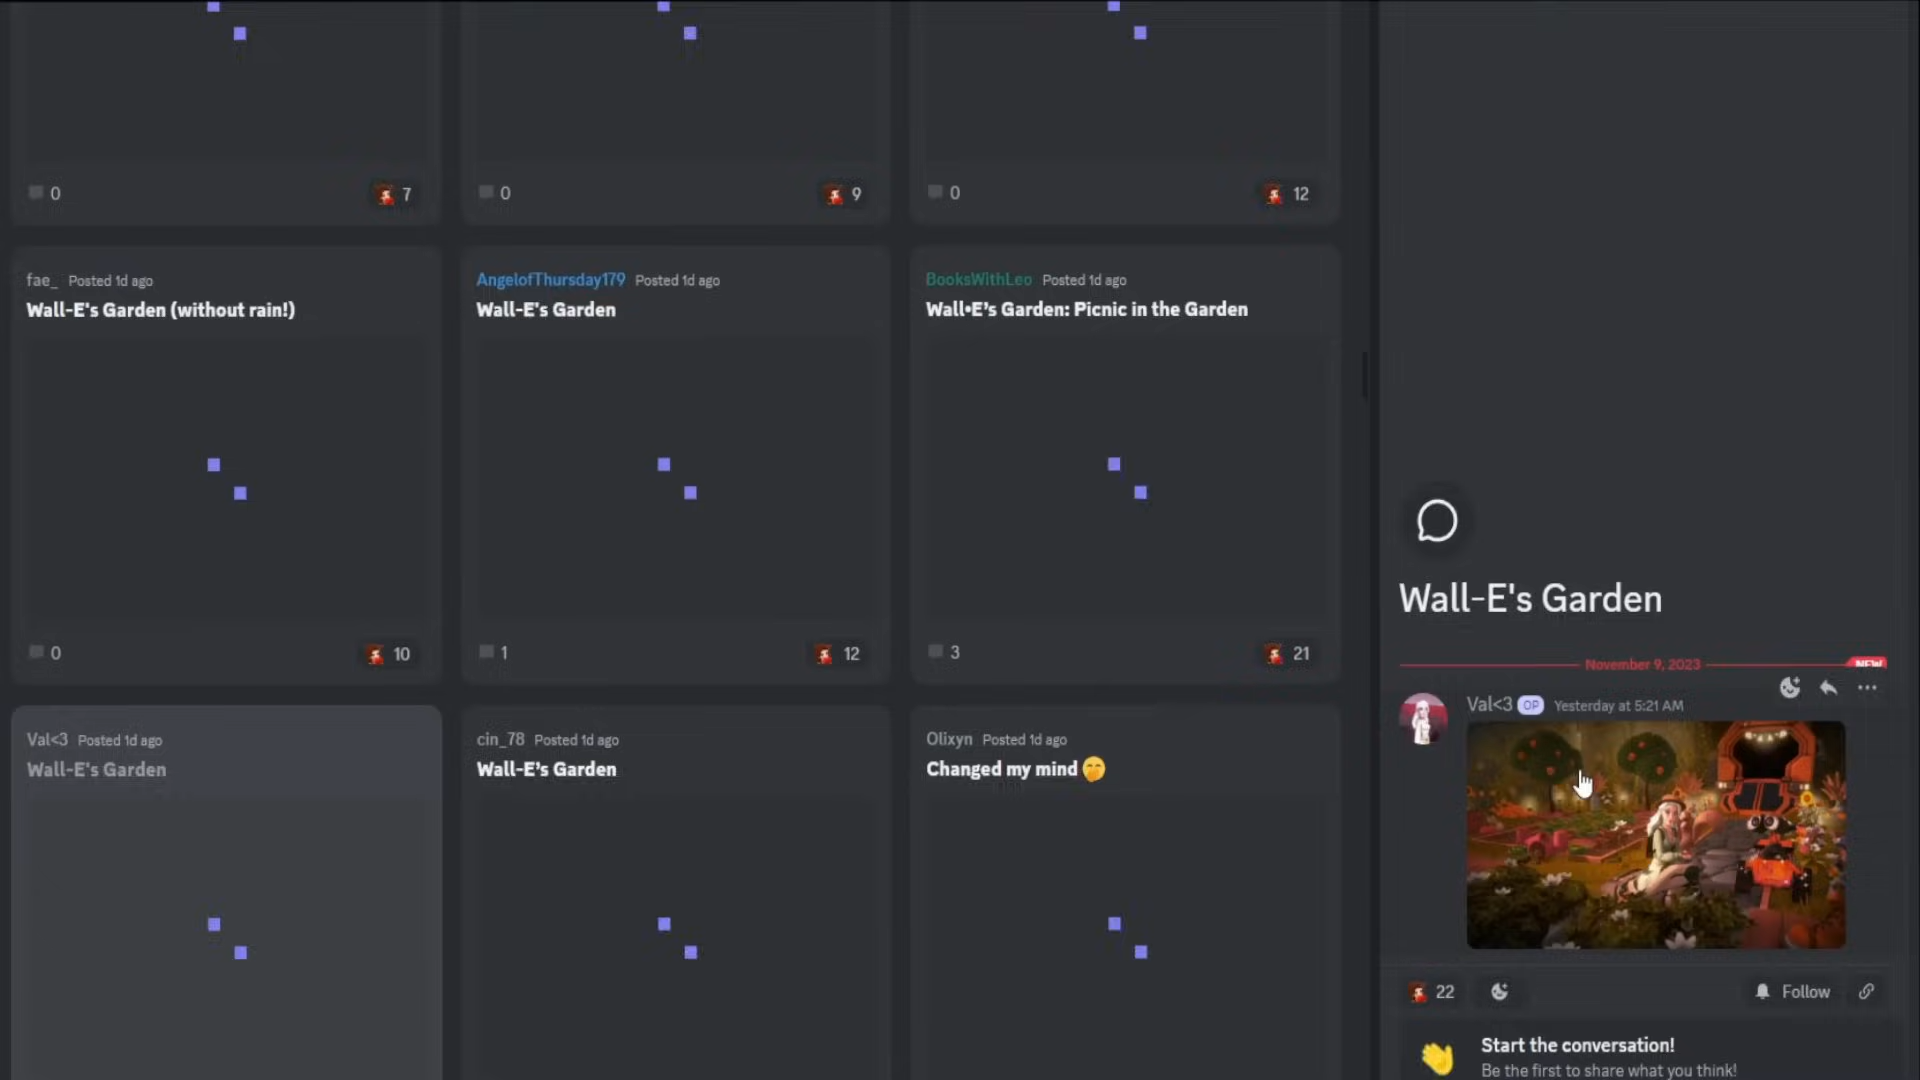 0
7
0
9
0
12
fae_ Posted 1d ago
Wall-E's Garden (without rain!)
0
10
AngelofThursday179 Posted 1d ago
Wall-E's Garden
1
12
BooksWithLeo Posted 1d ago
Wall•E’s Garden: Picnic in the Garden
3
21
Val<3 Posted 1d ago
Wall-E's Garden
cin_78 Posted 1d ago
Wall-E’s Garden
Olixyn Posted 1d ago
Changed my mind 🤭
Wall-E's Garden
November 9, 2023
NEW
Val<3 OP Yesterday at 5:21 AM
22
Follow
Start the conversation!
Be the first to share what you think!